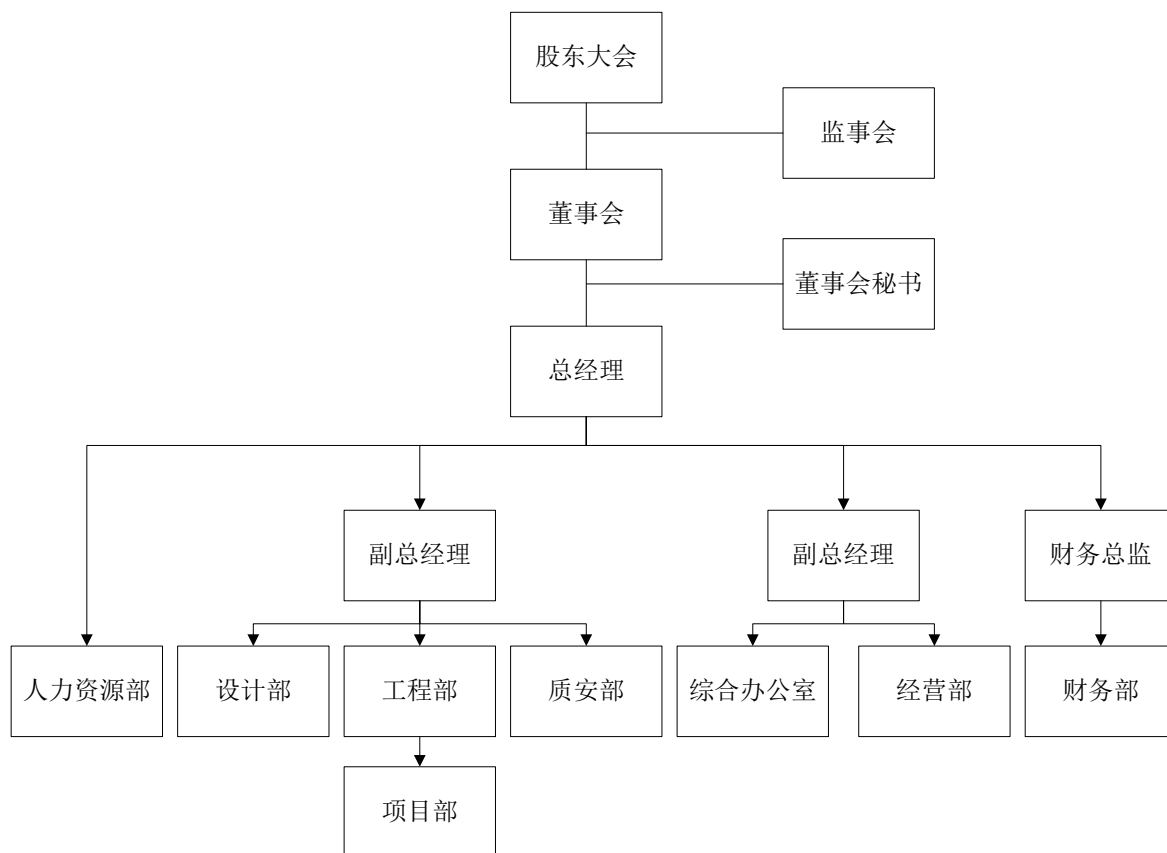 股东大会
监事会
董事会
董事会秘书
总经理
副总经理
副总经理
财务总监
人力资源部
设计部
工程部
质安部
综合办公室
经营部
财务部
项目部